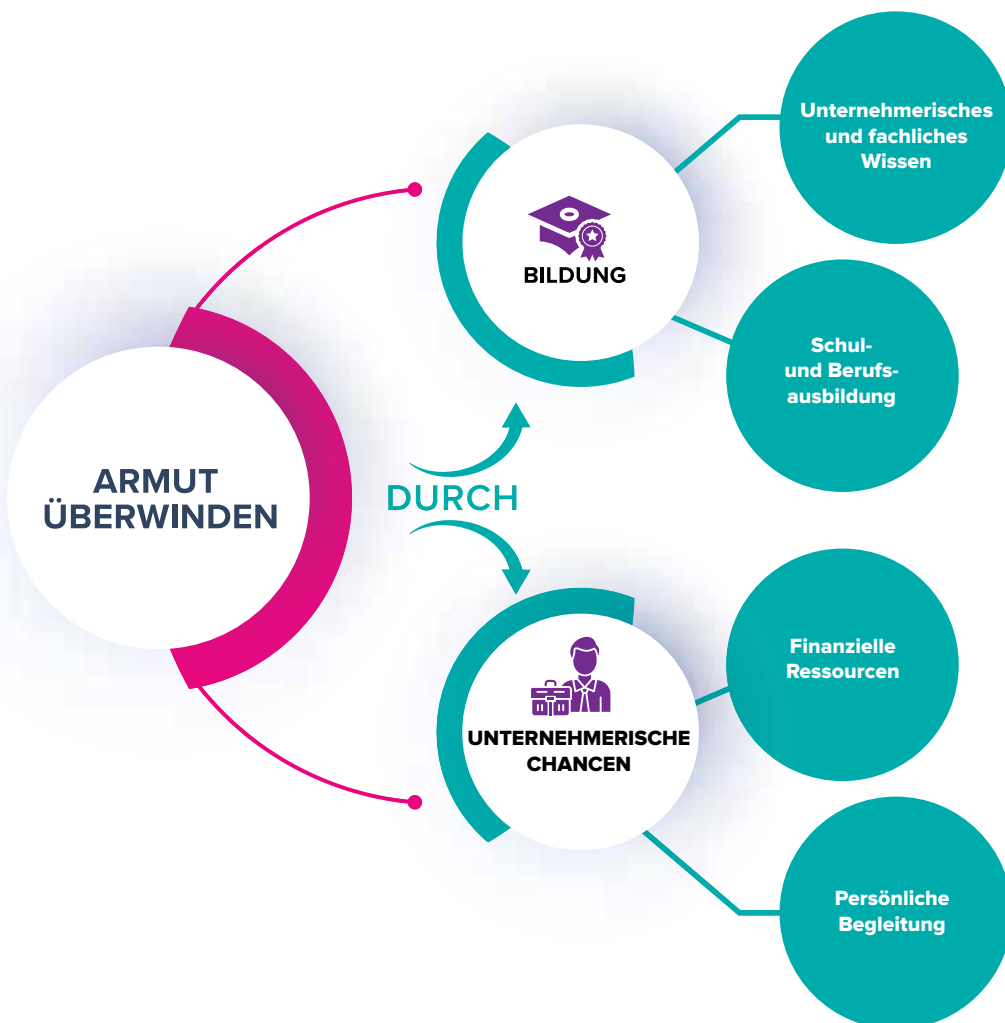 ARMUT
ÜBERWINDEN
DURCH
BILDUNG
Unternehmerisches
und fachliches
Wissen
Schul-
und Berufs-
ausbildung
UNTERNEHMERISCHE
CHANCEN
Finanzielle
Ressourcen
Persönliche
Begleitung